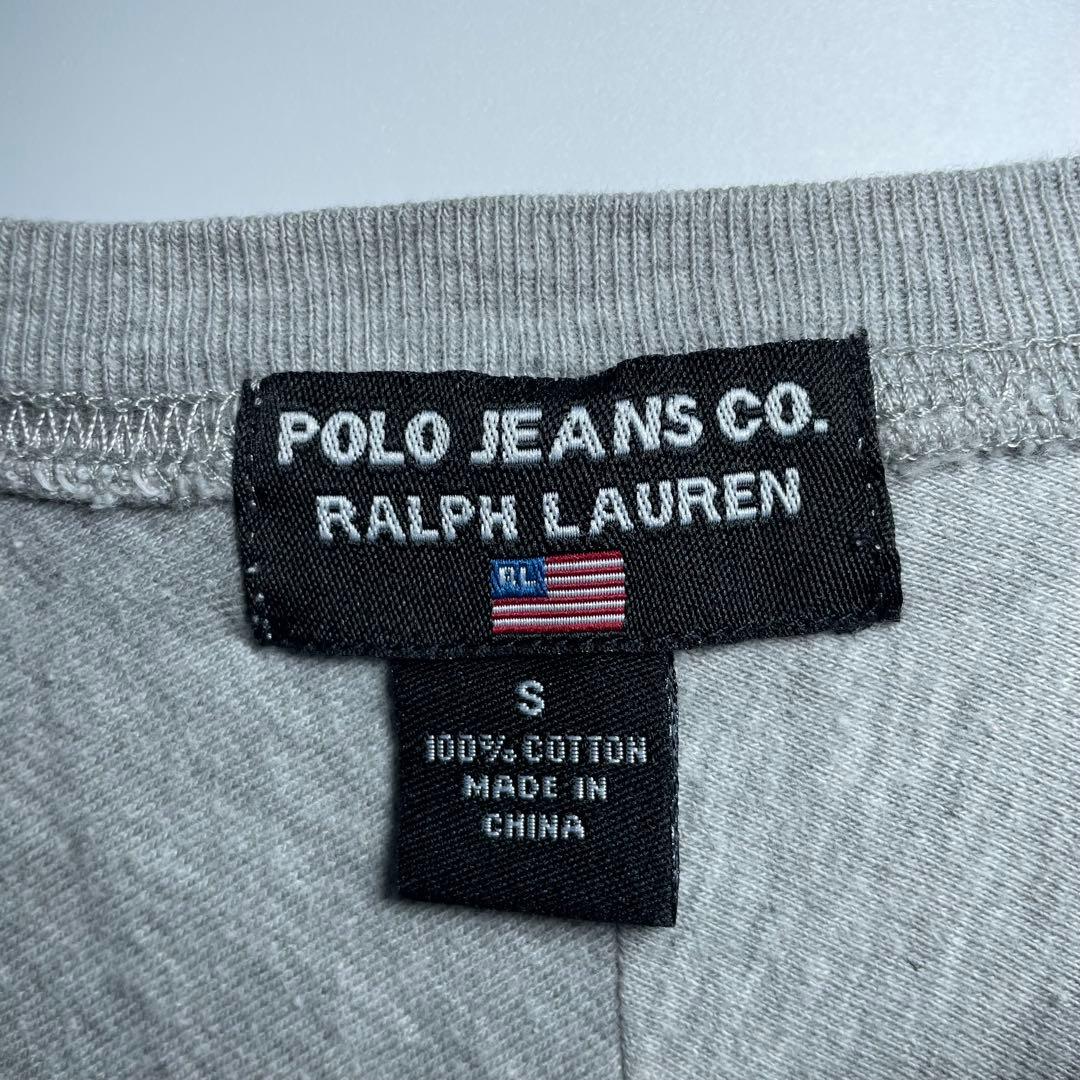 POLO JEANS CO.
RALPH LAUREN
RL
S
100% COTTON
MADE IN
CHINA